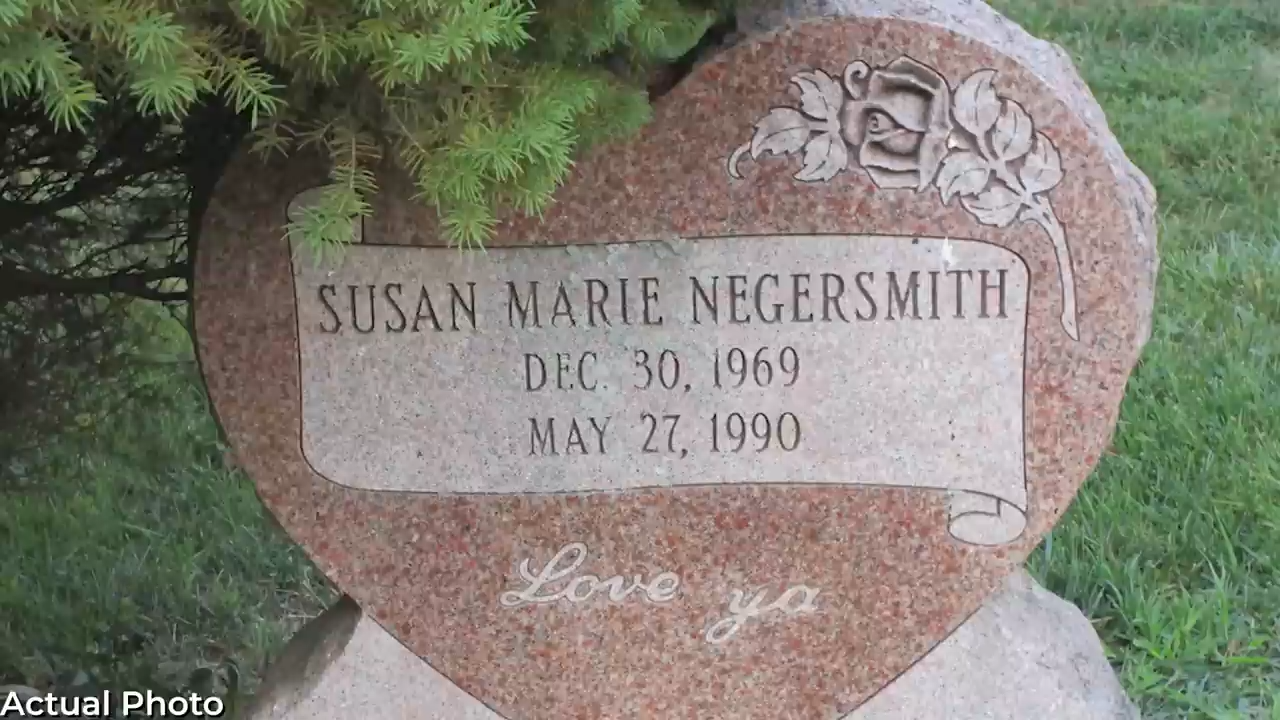 SUSAN MARIE NEGERSMITH
DEC. 30, 1969
MAY 27, 1990
Love ya
Actual Photo